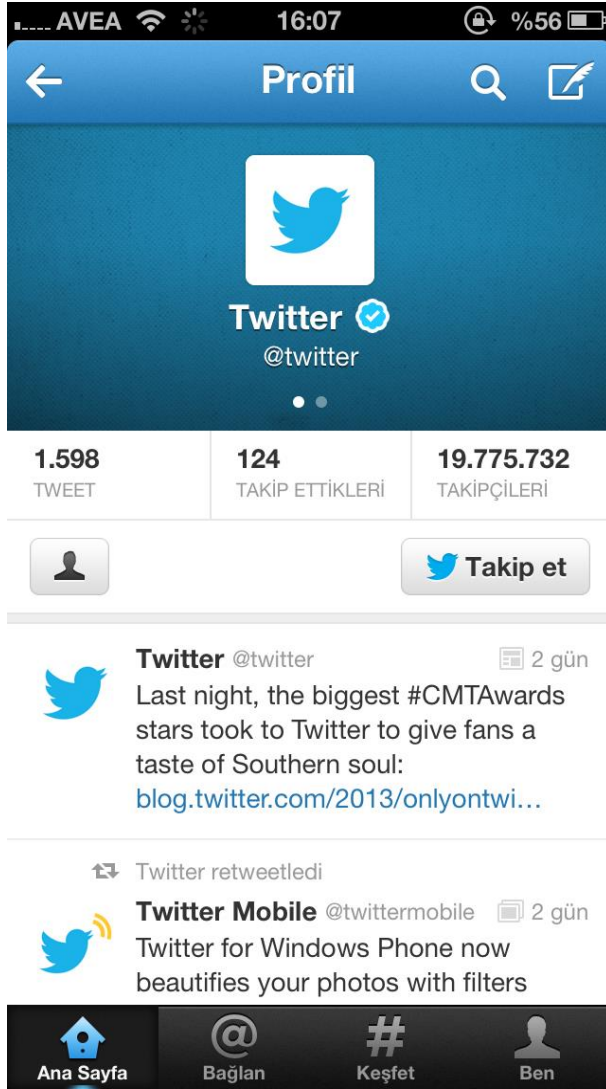 AVEA 16:07 %56
Profil
Twitter
@twitter
1.598 124 19.775.732
TWEET TAKİP ETTİKLERİ TAKİPÇİLERİ
Takip et
Twitter @twitter 2 gün
Last night, the biggest #CMTAwards
stars took to Twitter to give fans a
taste of Southern soul:
blog.twitter.com/2013/onlyontwi…
Twitter retweetledi
Twitter Mobile @twittermobile 2 gün
Twitter for Windows Phone now
beautifies your photos with filters
@ #
Ana Sayfa Bağlan Keşfet Ben